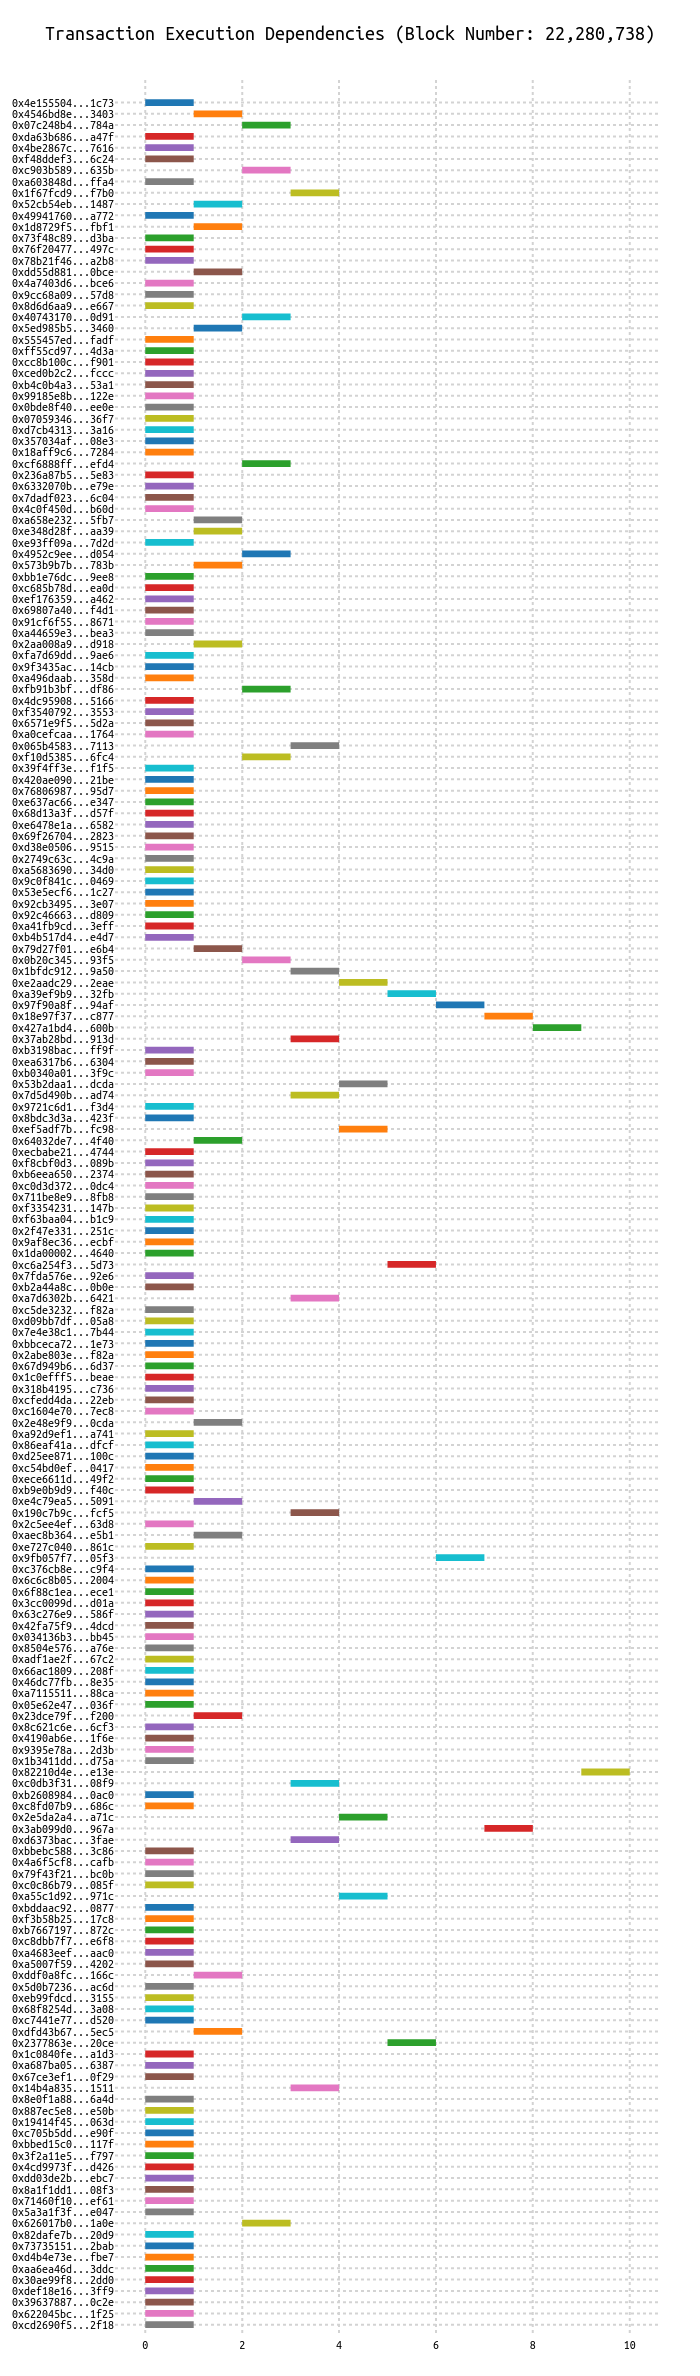 Transaction Execution Dependencies (Block Number: 22,280,738)
0x4e155504...1c73
0x4546bd8e...3403
0x07c248b4...784a
0xda63b686...a47f
0x4be2867c...7616
0xf48ddef3...6c24
0xc903b589...635b
0xa603848d...ffa4
0x1f67fcd9...f7b0
0x52cb54eb...1487
0x49941760...a772
0x1d8729f5...fbf1
0x73f48c89...d3ba
0x76f20477...497c
0x78b21f46...a2b8
0xdd55d881...0bce
0x4a7403d6...bce6
0x9cc68a09...57d8
0x8d6d6aa9...e667
0x40743170...0d91
0x5ed985b5...3460
0x555457ed...fadf
0xff55cd97...4d3a
0xcc8b100c...f901
0xced0b2c2...fccc
0xb4c0b4a3...53a1
0x99185e8b...122e
0x0bde8f40...ee0e
0x07059346...36f7
0xd7cb4313...3a16
0x357034af...08e3
0x18aff9c6...7284
0xcf6888ff...efd4
0x236a87b5...5e83
0x6332070b...e79e
0x7dadf023...6c04
0x4c0f450d...b60d
0xa658e232...5fb7
0xe348d28f...aa39
0xe93ff09a...7d2d
0x4952c9ee...d054
0x573b9b7b...783b
0xbb1e76dc...9ee8
0xc685b78d...ea0d
0xef176359...a462
0x69807a40...f4d1
0x91cf6f55...8671
0xa44659e3...bea3
0x2aa008a9...d918
0xfa7d69dd...9ae6
0x9f3435ac...14cb
0xa496daab...358d
0xfb91b3bf...df86
0x4dc95908...5166
0xf3540792...3553
0x6571e9f5...5d2a
0xa0cefcaa...1764
0x065b4583...7113
0xf10d5385...6fc4
0x39f4ff3e...f1f5
0x420ae090...21be
0x76806987...95d7
0xe637ac66...e347
0x68d13a3f...d57f
0xe6478e1a...6582
0x69f26704...2823
0xd38e0506...9515
0x2749c63c...4c9a
0xa5683690...34d0
0x9c0f841c...0469
0x53e5ecf6...1c27
0x92cb3495...3e07
0x92c46663...d809
0xa41fb9cd...3eff
0xb4b517d4...e4d7
0x79d27f01...e6b4
0x0b20c345...93f5
0x1bfdc912...9a50
0xe2aadc29...2eae
0xa39ef9b9...32fb
0x97f90a8f...94af
0x18e97f37...c877
0x427a1bd4...600b
0x37ab28bd...913d
0xb3198bac...ff9f
0xea6317b6...6304
0xb0340a01...3f9c
0x53b2daa1...dcda
0x7d5d490b...ad74
0x9721c6d1...f3d4
0x8bdc3d3a...423f
0xef5adf7b...fc98
0x64032de7...4f40
0xecbabe21...4744
0xf8cbf0d3...089b
0xb6eea650...2374
0xc0d3d372...0dc4
0x711be8e9...8fb8
0xf3354231...147b
0xf63baa04...b1c9
0x2f47e331...251c
0x9af8ec36...ecbf
0x1da00002...4640
0xc6a254f3...5d73
0x7fda576e...92e6
0xb2a44a8c...0b0e
0xa7d6302b...6421
0xc5de3232...f82a
0xd09bb7df...05a8
0x7e4e38c1...7b44
0xbbceca72...1e73
0x2abe803e...f82a
0x67d949b6...6d37
0x1c0efff5...beae
0x318b4195...c736
0xcfedd4da...22eb
0xc1604e70...7ec8
0x2e48e9f9...0cda
0xa92d9ef1...a741
0x86eaf41a...dfcf
0xd25ee871...100c
0xc54bd0ef...0417
0xece6611d...49f2
0xb9e0b9d9...f40c
0xe4c79ea5...5091
0x190c7b9c...fcf5
0x2c5ee4ef...63d8
0xaec8b364...e5b1
0xe727c040...861c
0x9fb057f7...05f3
0xc376cb8e...c9f4
0x6c6c8b05...2004
0x6f88c1ea...ece1
0x3cc0099d...d01a
0x63c276e9...586f
0x42fa75f9...4dcd
0x034136b3...bb45
0x8504e576...a76e
0xadf1ae2f...67c2
0x66ac1809...208f
0x46dc77fb...8e35
0xa7115511...88ca
0x05e62e47...036f
0x23dce79f...f200
0x8c621c6e...6cf3
0x4190ab6e...1f6e
0x9395e78a...2d3b
0x1b3411dd...d75a
0x82210d4e...e13e
0xc0db3f31...08f9
0xb2608984...0ac0
0xc8fd07b9...686c
0x2e5da2a4...a71c
0x3ab099d0...967a
0xd6373bac...3fae
0xbbebc588...3c86
0x4a6f5cf8...cafb
0x79f43f21...bc0b
0xc0c86b79...085f
0xa55c1d92...971c
0xbddaac92...0877
0xf3b58b25...17c8
0xb7667197...872c
0xc8dbb7f7...e6f8
0xa4683eef...aac0
0xa5007f59...4202
0xddf0a8fc...166c
0x5d0b7236...ac6d
0xeb99fdcd...3155
0x68f8254d...3a08
0xc7441e77...d520
0xdfd43b67...5ec5
0x2377863e...20ce
0x1c0840fe...a1d3
0xa687ba05...6387
0x67ce3ef1...0f29
0x14b4a835...1511
0x8e0f1a88...6a4d
0x887ec5e8...e50b
0x19414f45...063d
0xc705b5dd...e90f
0xbbed15c0...117f
0x3f2a11e5...f797
0x4cd9973f...d426
0xdd03de2b...ebc7
0x8a1f1dd1...08f3
0x71460f10...ef61
0x5a3a1f3f...e047
0x626017b0...1a0e
0x82dafe7b...20d9
0x73735151...2bab
0xd4b4e73e...fbe7
0xaa6ea46d...3ddc
0x30ae99f8...2dd0
0xdef18e16...3ff9
0x39637887...0c2e
0x622045bc...1f25
0xcd2690f5...2f18
0 2 4 6 8 10